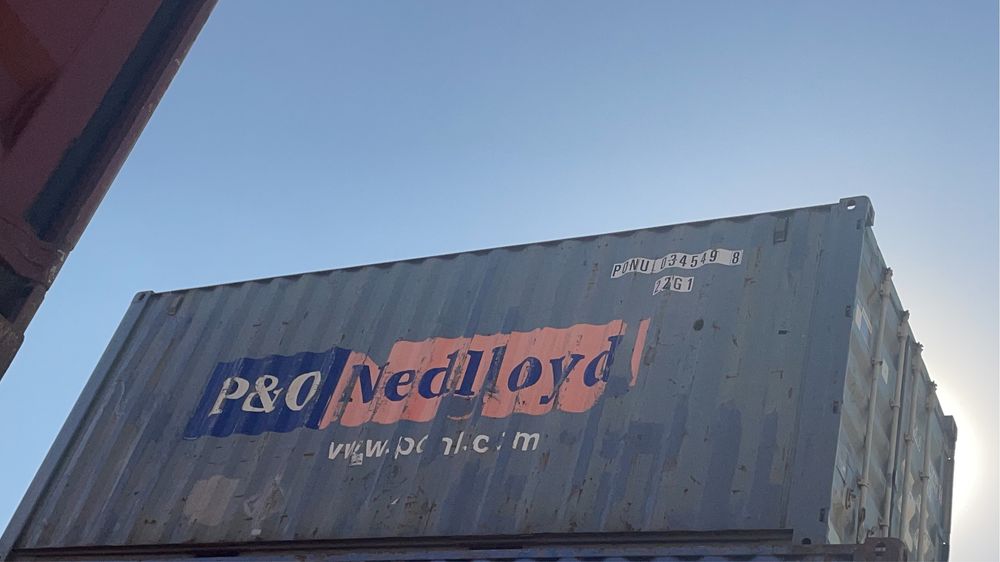 PONU 034549 8
22G1
P&O Nedlloyd
www.ponl.com